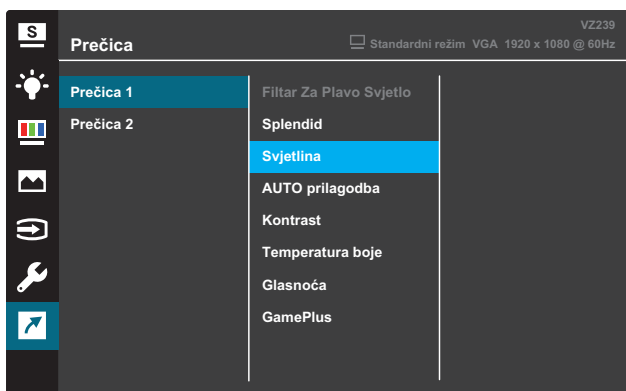 S
VZ239
Prečica
Standardni režim VGA 1920 x 1080 @ 60Hz
Prečica 1
Prečica 2
Filtar Za Plavo Svjetlo
Splendid
Svjetlina
AUTO prilagodba
Kontrast
Temperatura boje
Glasnoća
GamePlus